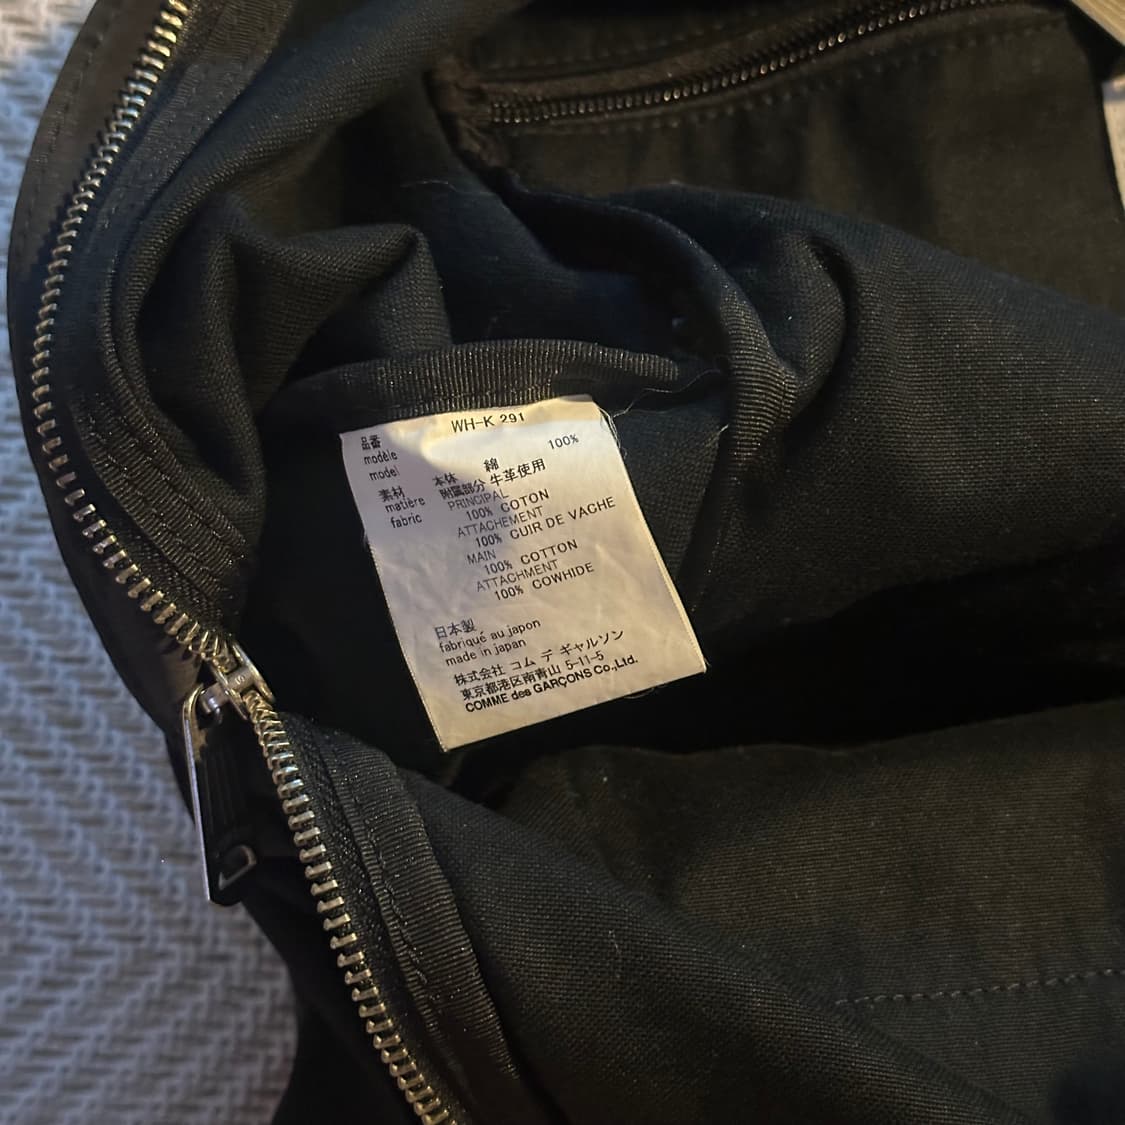 WH-K 291
品番
modèle
model
素材 本体 綿 100%
matière 附属部分 牛革使用
fabric PRINCIPAL
100% COTON
ATTACHEMENT
100% CUIR DE VACHE
MAIN
100% COTTON
ATTACHMENT
100% COWHIDE
日本製
fabriqué au japon
made in japan
株式会社 コム デ ギャルソン
東京都港区南青山 5-11-5
COMME des GARÇONS Co.,Ltd.